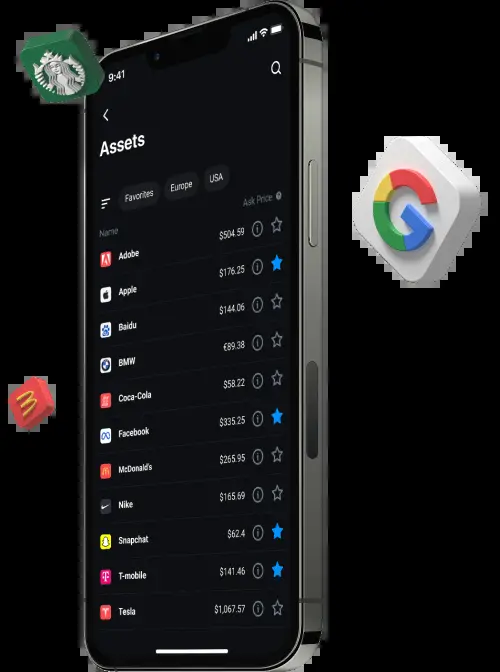 9:41
Assets
Favorites Europe USA
Name Ask Price
Adobe $504.59
Apple $176.25
Baidu $144.06
BMW €89.38
Coca-Cola $58.22
Facebook $335.25
McDonald's $265.95
Nike $165.69
Snapchat $62.4
T-mobile $141.46
Tesla $1,067.57